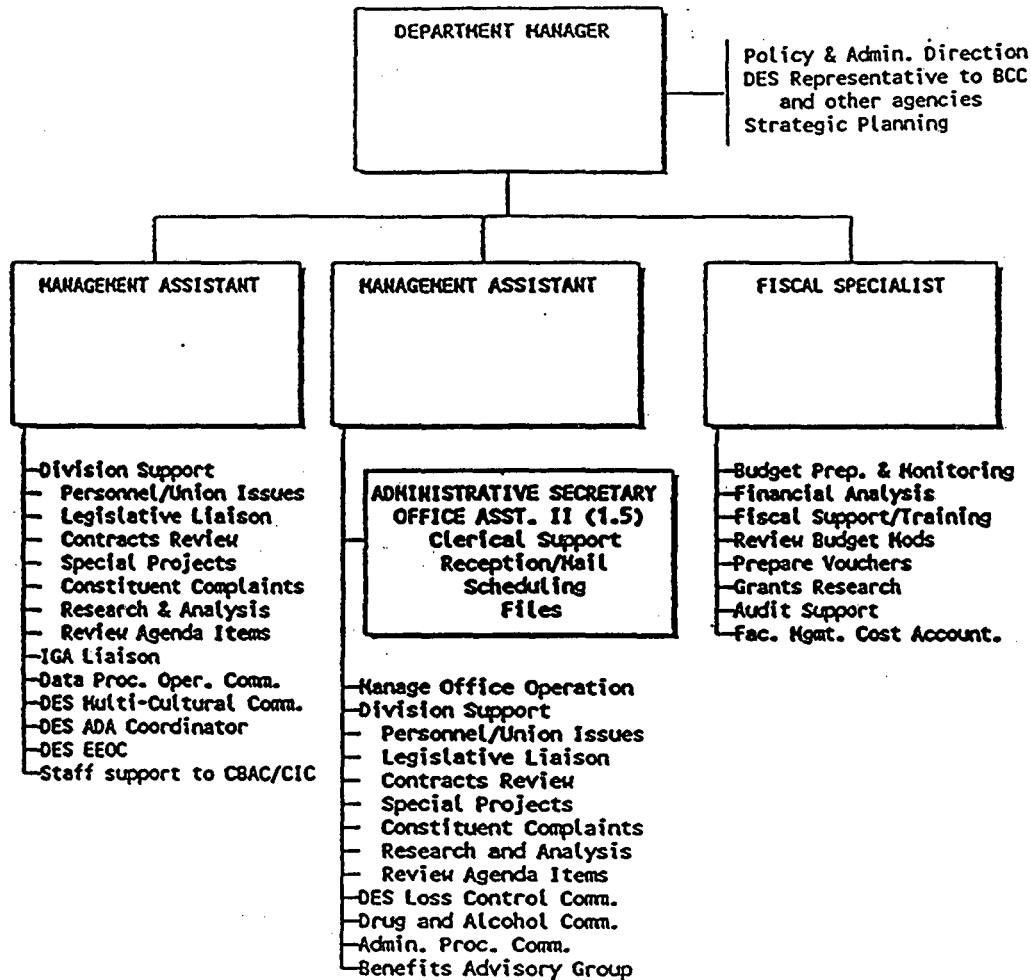 DEPARTMENT MANAGER
Policy & Admin. Direction
DES Representative to BCC
and other agencies
Strategic Planning
MANAGEMENT ASSISTANT
Division Support
Personnel/Union Issues
Legislative Liaison
Contracts Review
Special Projects
Constituent Complaints
Research & Analysis
Review Agenda Items
IGA Liaison
Data Proc. Oper. Comm.
DES Multi-Cultural Comm.
DES ADA Coordinator
DES EEOC
Staff support to CBAC/CIC
MANAGEMENT ASSISTANT
ADMINISTRATIVE SECRETARY
OFFICE ASST. II (1.5)
Clerical Support
Reception/Mail
Scheduling
Files
Manage Office Operation
Division Support
Personnel/Union Issues
Legislative Liaison
Contracts Review
Special Projects
Constituent Complaints
Research and Analysis
Review Agenda Items
DES Loss Control Comm.
Drug and Alcohol Comm.
Admin. Proc. Comm.
Benefits Advisory Group
FISCAL SPECIALIST
Budget Prep. & Monitoring
Financial Analysis
Fiscal Support/Training
Review Budget Mods
Prepare Vouchers
Grants Research
Audit Support
Fac. Mgmt. Cost Account.